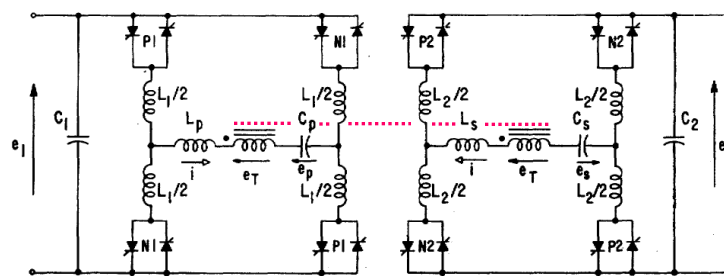 P1 N1 P2 N2
L1/2 L1/2 L2/2 L2/2
C1 Lp Cp Ls Cs C2
e1 i eT ep i eT es e
L1/2 L1/2 L2/2 L2/2
N1 P1 N2 P2